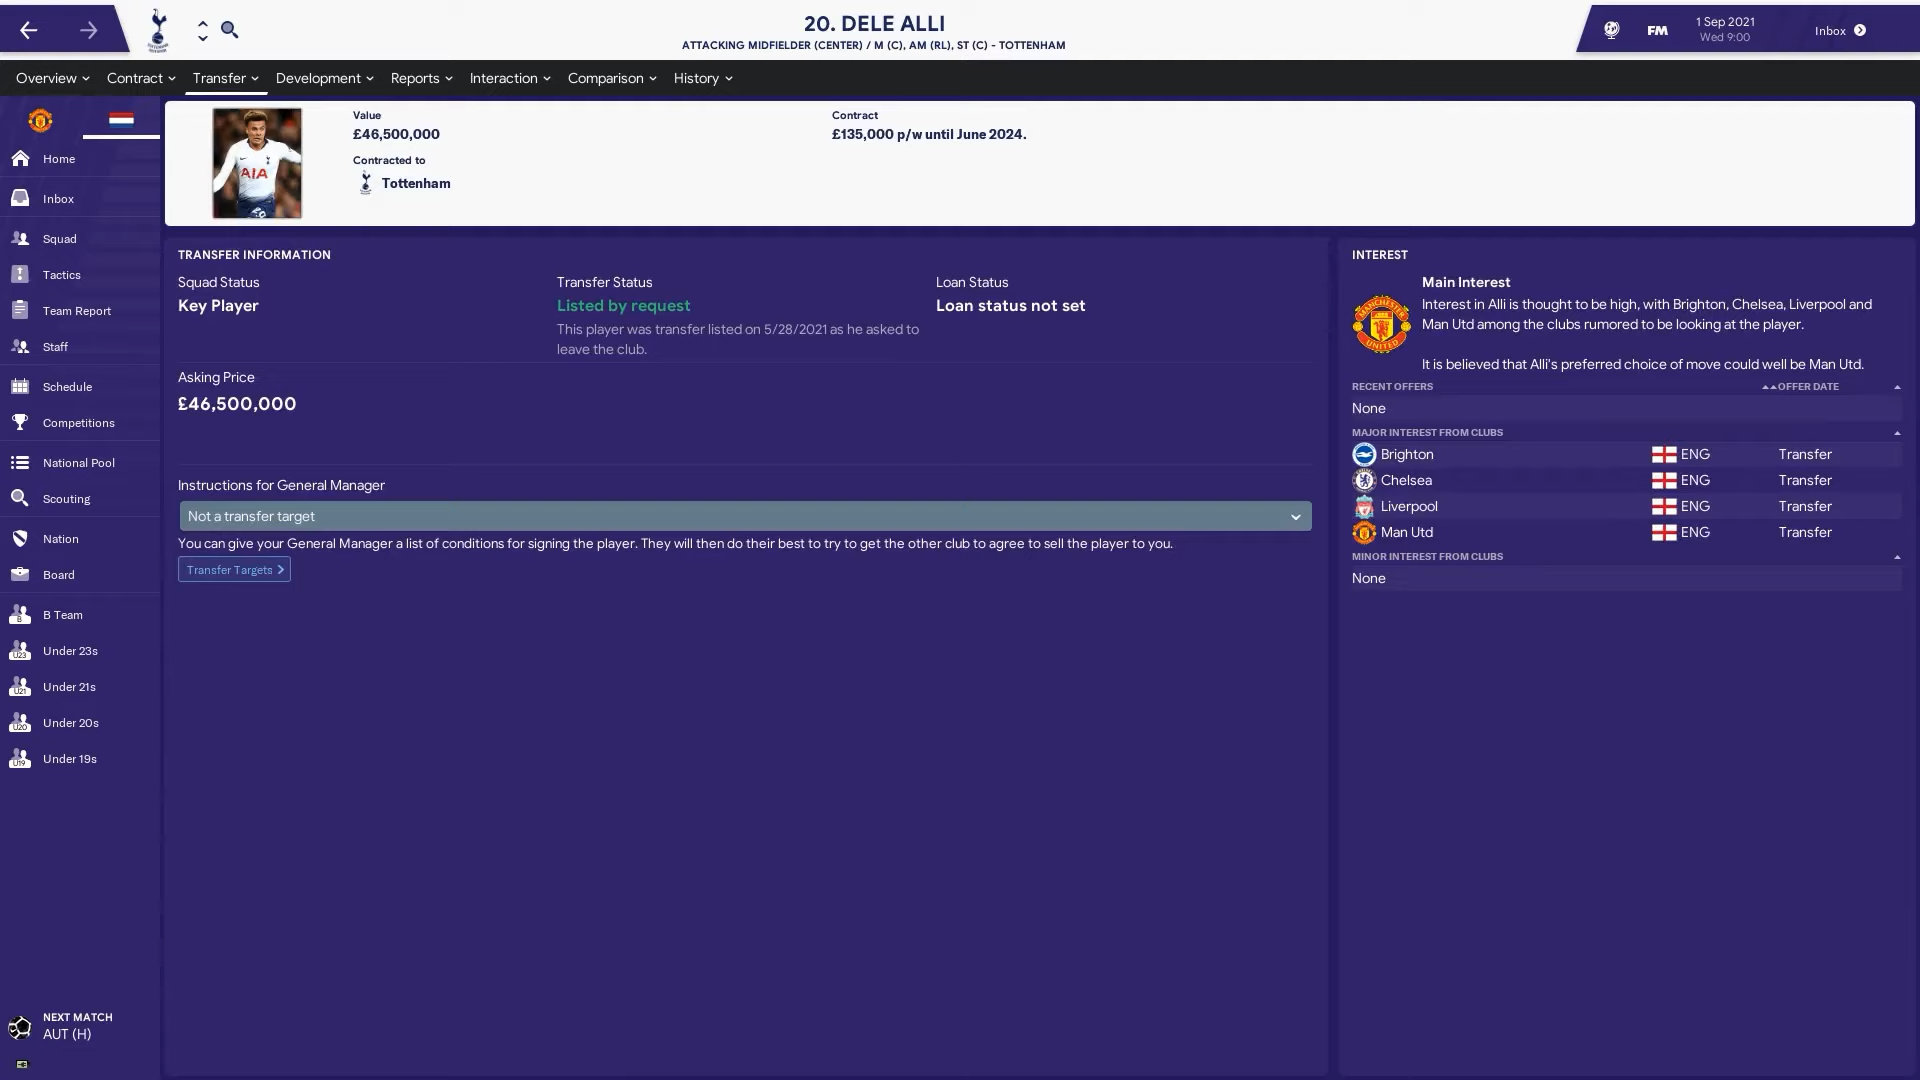 20. DELE ALLI
ATTACKING MIDFIELDER (CENTER) / M (C), AM (RL), ST (C) - TOTTENHAM
FM
1 Sep 2021
Wed 9:00
Inbox
Overview
Contract
Transfer
Development
Reports
Interaction
Comparison
History
Home
Inbox
Squad
Tactics
Team Report
Staff
Schedule
Competitions
National Pool
Scouting
Nation
Board
B
B Team
U23
Under 23s
U21
Under 21s
U20
Under 20s
U19
Under 19s
NEXT MATCH
AUT (H)
AIA
20
Value
£46,500,000
Contracted to
Tottenham
Contract
£135,000 p/w until June 2024.
TRANSFER INFORMATION
Squad Status
Key Player
Transfer Status
Listed by request
This player was transfer listed on 5/28/2021 as he asked to
leave the club.
Loan Status
Loan status not set
Asking Price
£46,500,000
Instructions for General Manager
Not a transfer target
You can give your General Manager a list of conditions for signing the player. They will then do their best to try to get the other club to agree to sell the player to you.
Transfer Targets
INTEREST
Main Interest
MANCHESTER
UNITED
Interest in Alli is thought to be high, with Brighton, Chelsea, Liverpool and
Man Utd among the clubs rumored to be looking at the player.
It is believed that Alli's preferred choice of move could well be Man Utd.
RECENT OFFERS OFFER DATE
None
MAJOR INTEREST FROM CLUBS
Brighton ENG Transfer
Chelsea ENG Transfer
Liverpool ENG Transfer
Man Utd ENG Transfer
MINOR INTEREST FROM CLUBS
None